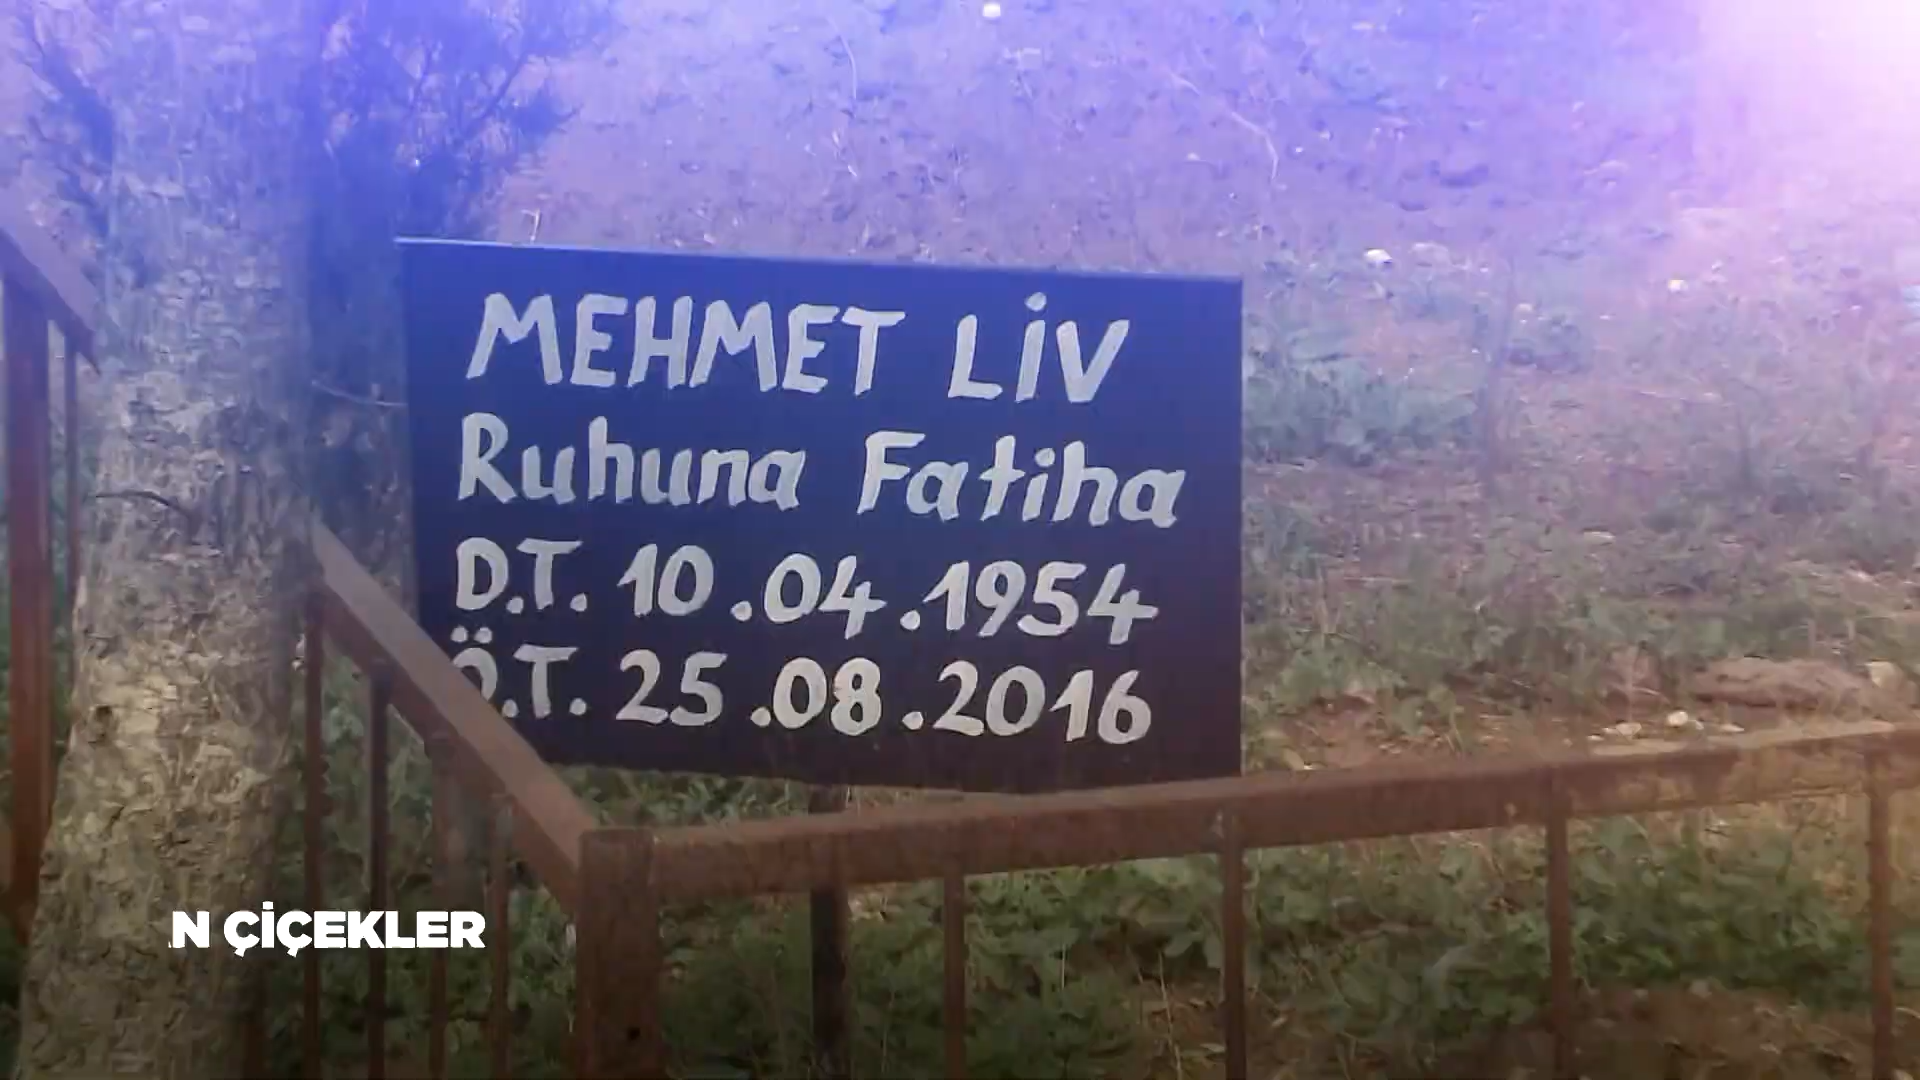 MEHMET LİV
Ruhuna Fatiha
D.T. 10.04.1954
Ö.T. 25.08.2016
N ÇİÇEKLER